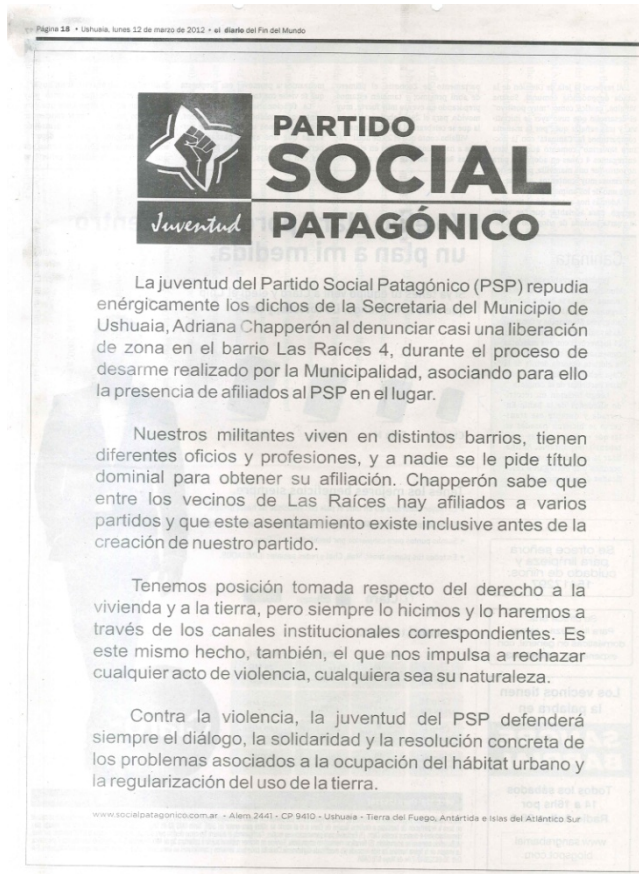 Página 18 • Ushuaia, lunes 12 de marzo de 2012 • el diario del Fin del Mundo
PARTIDO
SOCIAL
Juventud PATAGÓNICO
La juventud del Partido Social Patagónico (PSP) repudia
enérgicamente los dichos de la Secretaria del Municipio de
Ushuaia, Adriana Chapperón al denunciar casi una liberación
de zona en el barrio Las Raíces 4, durante el proceso de
desarme realizado por la Municipalidad, asociando para ello
la presencia de afiliados al PSP en el lugar.
Nuestros militantes viven en distintos barrios, tienen
diferentes oficios y profesiones, y a nadie se le pide título
dominial para obtener su afiliación. Chapperón sabe que
entre los vecinos de Las Raíces hay afiliados a varios
partidos y que este asentamiento existe inclusive antes de la
creación de nuestro partido.
Tenemos posición tomada respecto del derecho a la
vivienda y a la tierra, pero siempre lo hicimos y lo haremos a
través de los canales institucionales correspondientes. Es
este mismo hecho, también, el que nos impulsa a rechazar
cualquier acto de violencia, cualquiera sea su naturaleza.
Contra la violencia, la juventud del PSP defenderá
siempre el diálogo, la solidaridad y la resolución concreta de
los problemas asociados a la ocupación del hábitat urbano y
la regularización del uso de la tierra.
www.socialpatagonico.com.ar - Alem 2441 - CP 9410 - Ushuaia - Tierra del Fuego, Antártida e Islas del Atlántico Sur